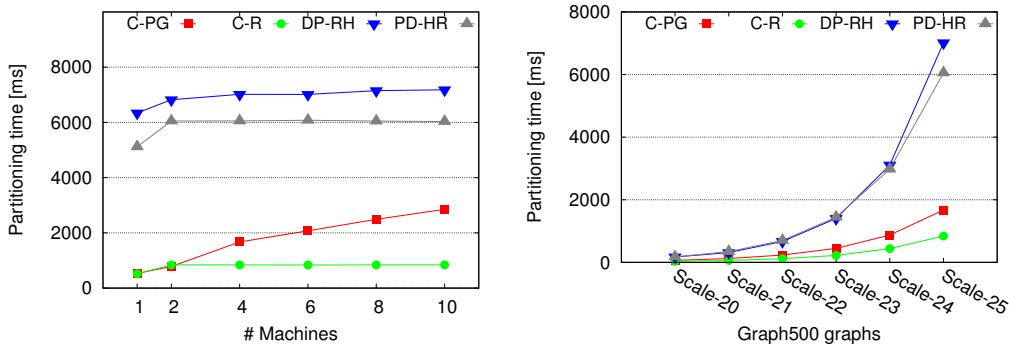 C-PG C-R DP-RH PD-HR
8000
6000
4000
2000
0
Partitioning time [ms]
1 2 4 6 8 10
# Machines
C-PG C-R DP-RH PD-HR
8000
6000
4000
2000
0
Partitioning time [ms]
Scale-20 Scale-21 Scale-22 Scale-23 Scale-24 Scale-25
Graph500 graphs